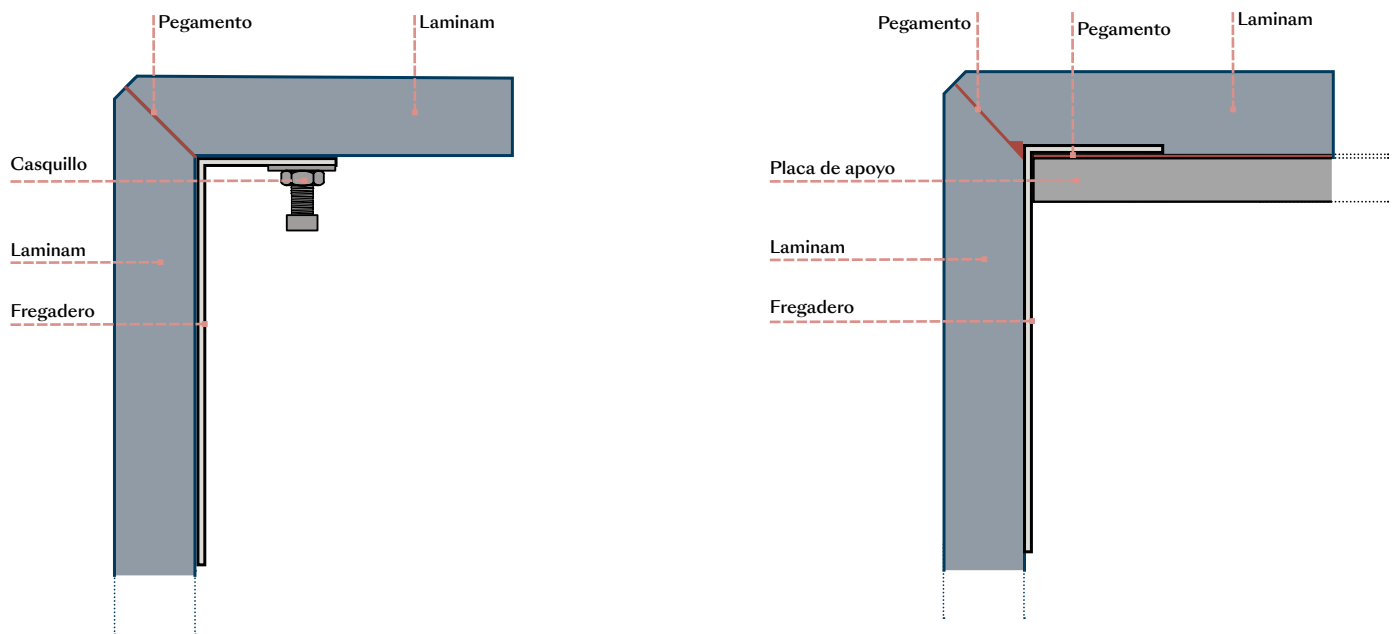 Pegamento
Laminam
Casquillo
Laminam
Fregadero
Pegamento
Pegamento
Laminam
Placa de apoyo
Laminam
Fregadero